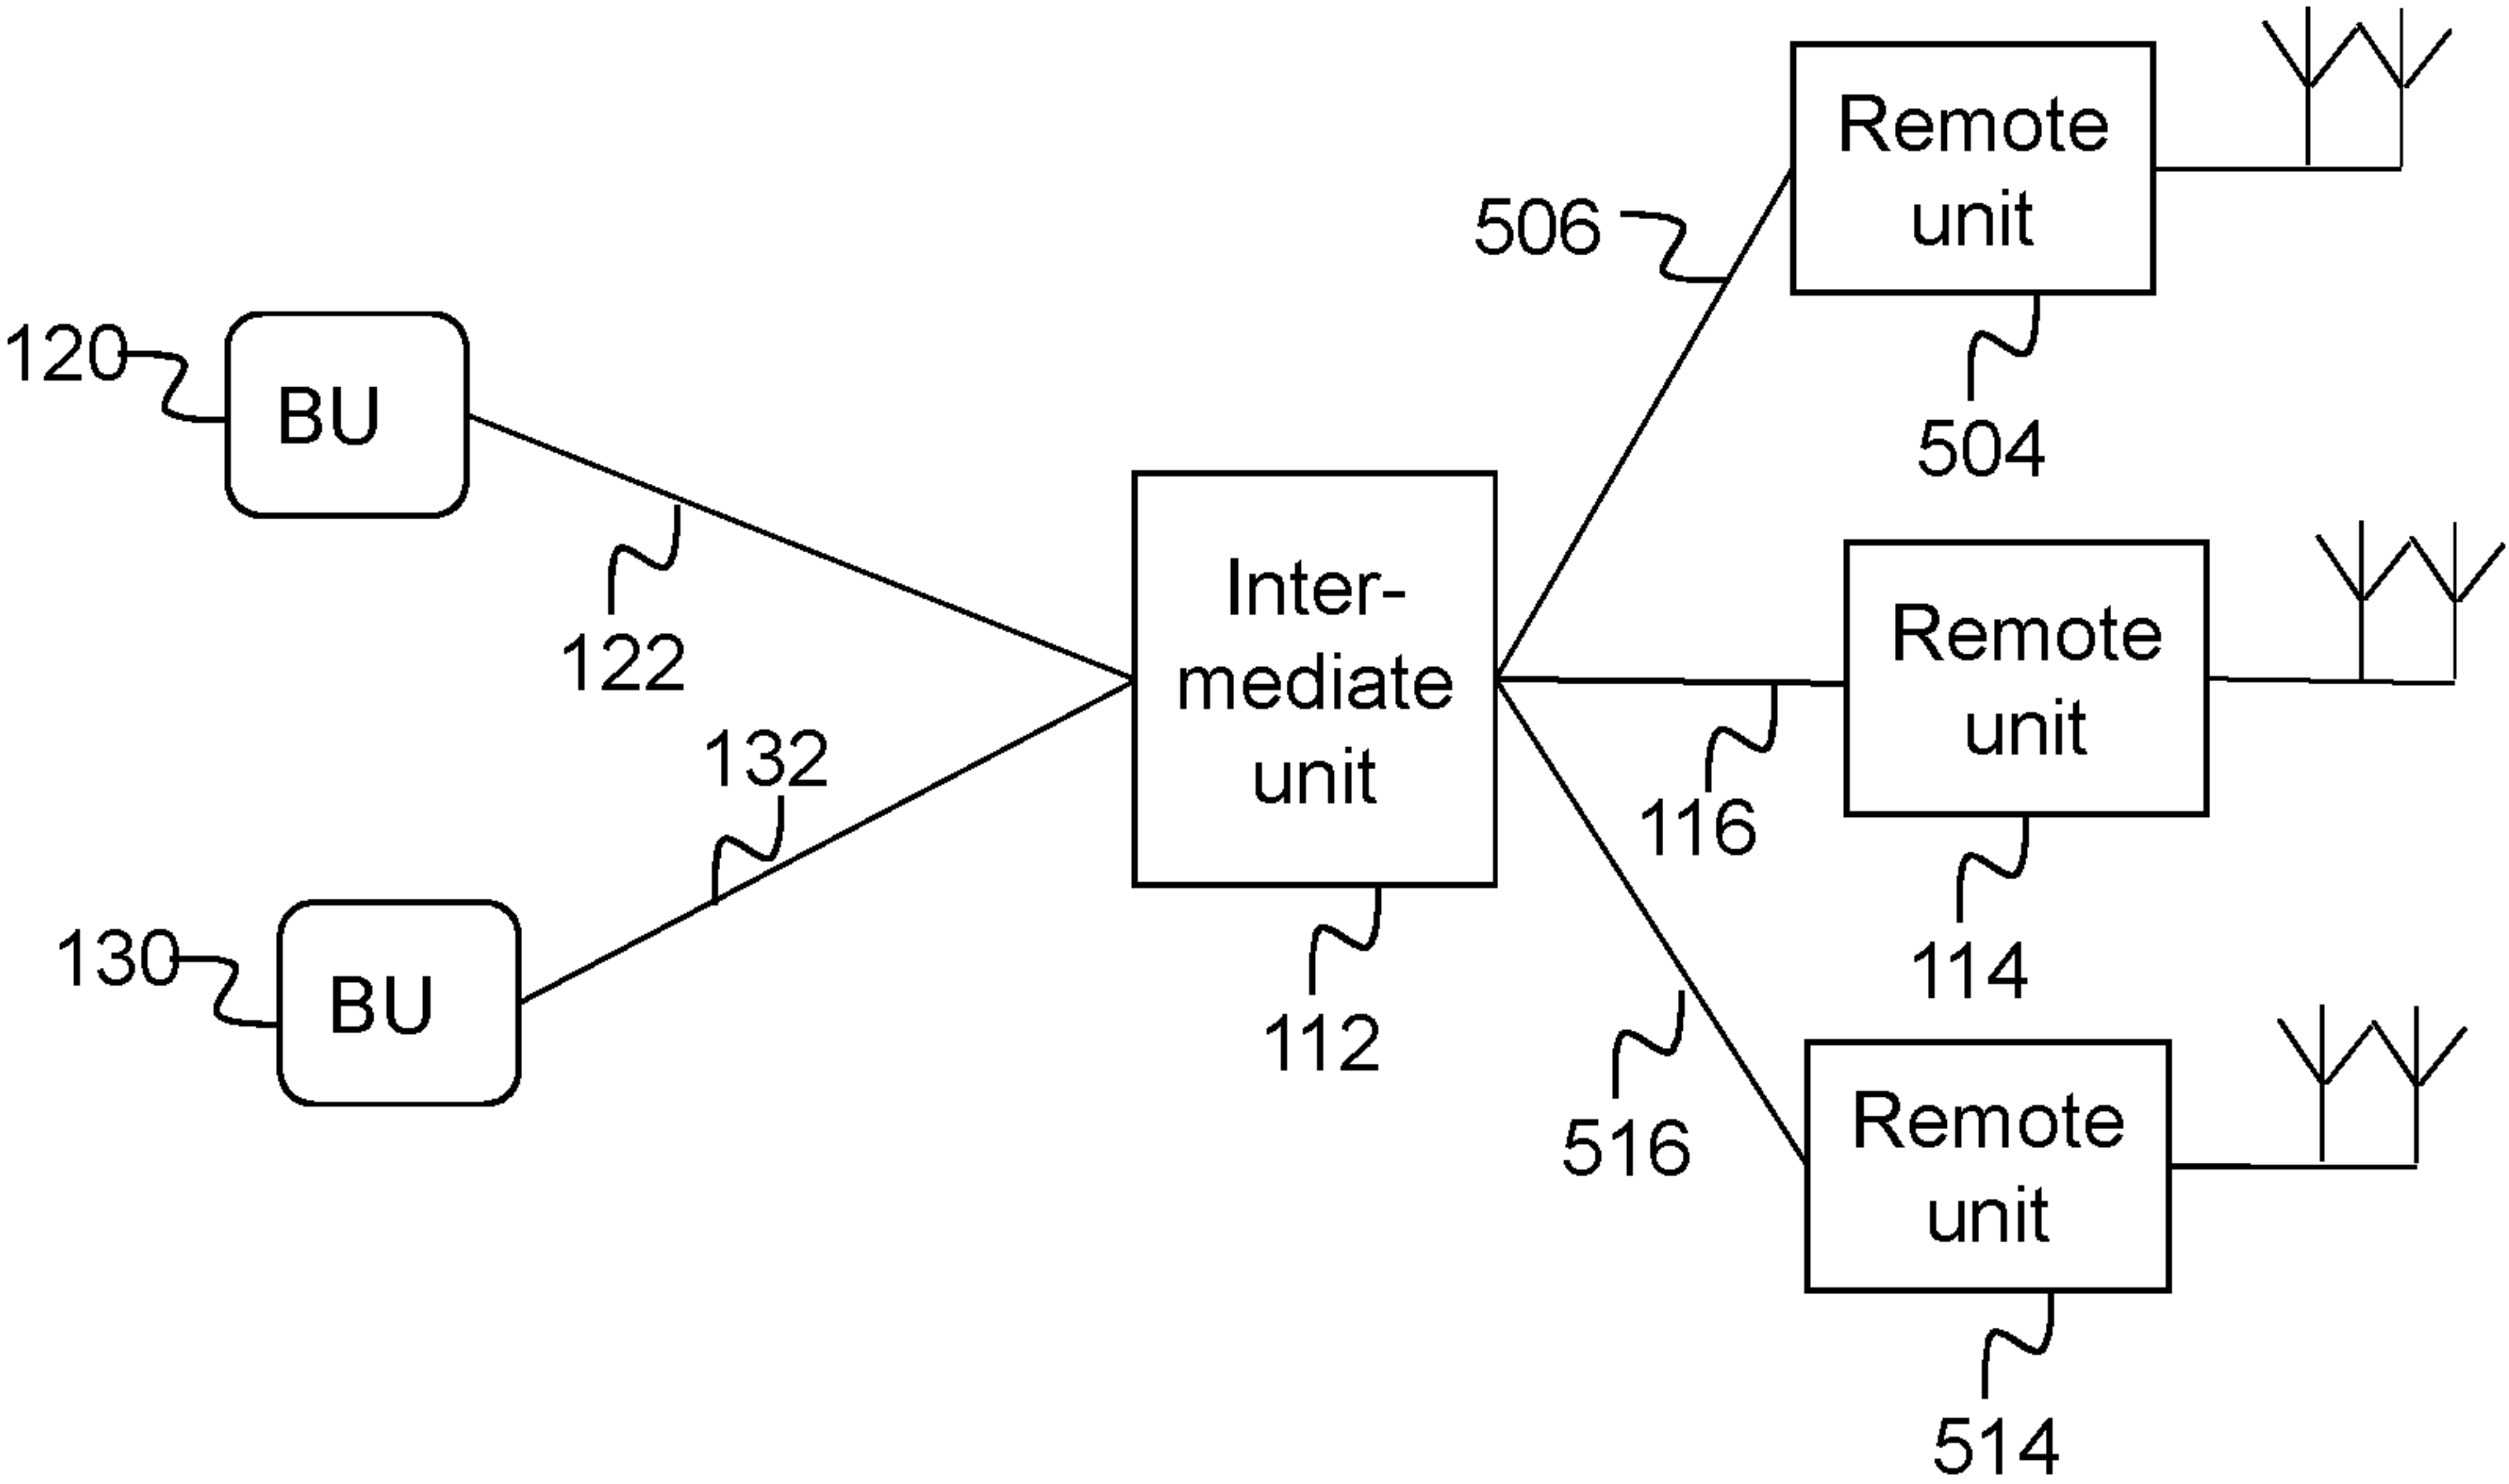 Remote
unit
506
504
120
BU
122
Inter-
mediate
unit
112
132
130
BU
Remote
unit
116
114
Remote
unit
516
514